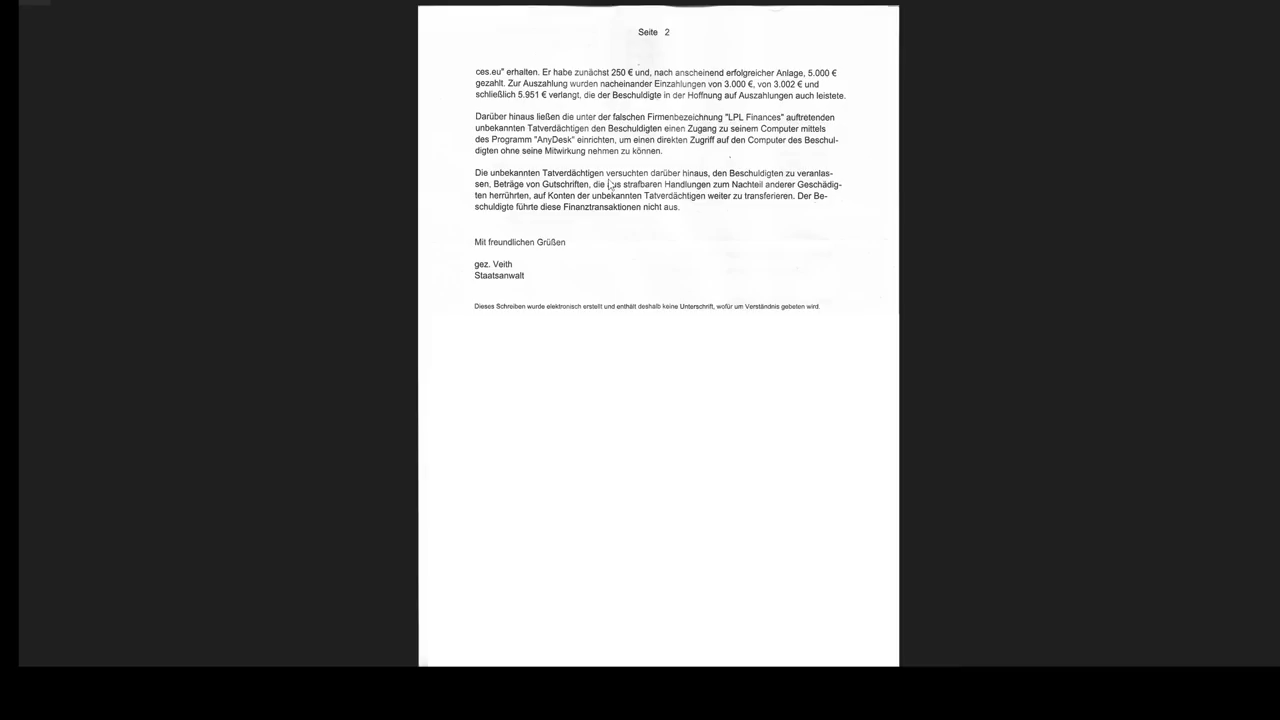 Seite 2
ces.eu" erhalten. Er habe zunächst 250 € und, nach anscheinend erfolgreicher Anlage, 5.000 €
gezahlt. Zur Auszahlung wurden nacheinander Einzahlungen von 3.000 €, von 3.002 € und
schließlich 5.951 € verlangt, die der Beschuldigte in der Hoffnung auf Auszahlungen auch leistete.
Darüber hinaus ließen die unter der falschen Firmenbezeichnung "LPL Finances" auftretenden
unbekannten Tatverdächtigen den Beschuldigten einen Zugang zu seinem Computer mittels
des Programm "AnyDesk" einrichten, um einen direkten Zugriff auf den Computer des Beschul-
digten ohne seine Mitwirkung nehmen zu können.
Die unbekannten Tatverdächtigen versuchten darüber hinaus, den Beschuldigten zu veranlas-
sen, Beträge von Gutschriften, die aus strafbaren Handlungen zum Nachteil anderer Geschädig-
ten herrührten, auf Konten der unbekannten Tatverdächtigen weiter zu transferieren. Der Be-
schuldigte führte diese Finanztransaktionen nicht aus.
Mit freundlichen Grüßen
gez. Veith
Staatsanwalt
Dieses Schreiben wurde elektronisch erstellt und enthält deshalb keine Unterschrift, wofür um Verständnis gebeten wird.